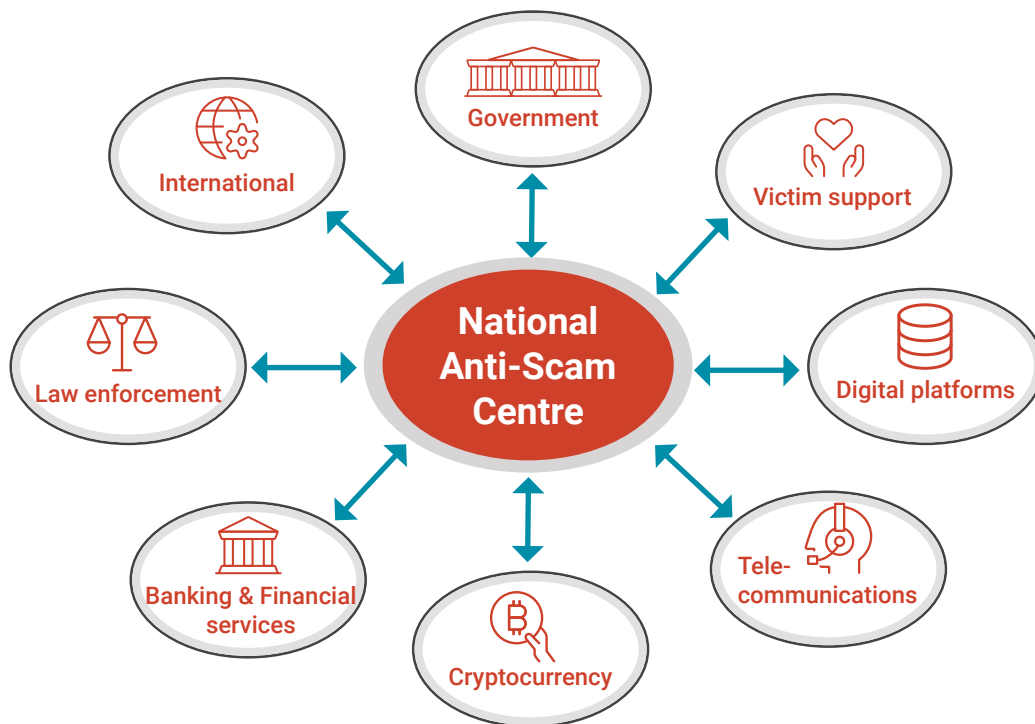 Government
International
Victim support
National
Anti-Scam
Centre
Law enforcement
Digital platforms
Banking & Financial
services
Tele-
communications
Cryptocurrency